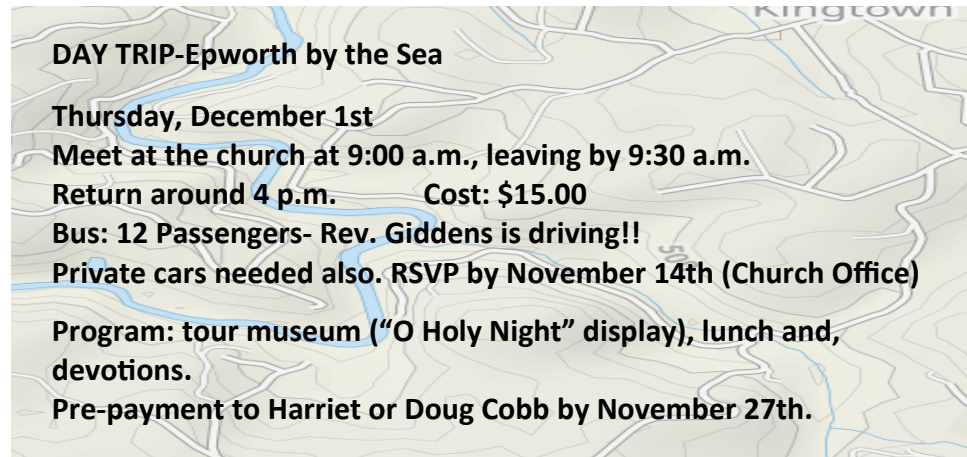 Kingtown
DAY TRIP-Epworth by the Sea
Thursday, December 1st
Meet at the church at 9:00 a.m., leaving by 9:30 a.m.
Return around 4 p.m. Cost: $15.00
Bus: 12 Passengers- Rev. Giddens is driving!!
Private cars needed also. RSVP by November 14th (Church Office)
Program: tour museum (“O Holy Night” display), lunch and,
devotions.
Pre-payment to Harriet or Doug Cobb by November 27th.